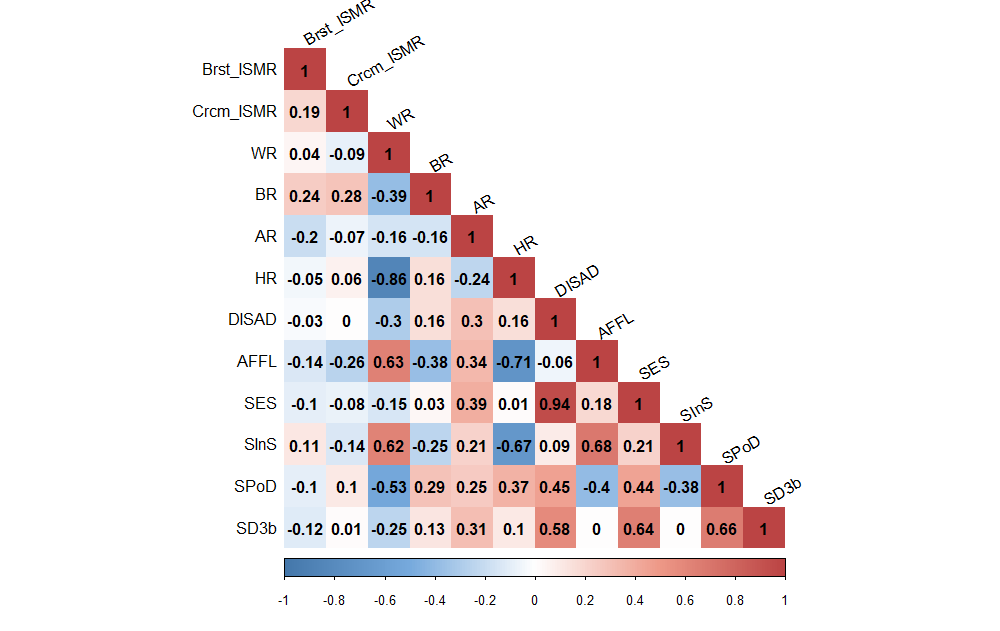 Brst_ISMR
Crcm_ISMR
WR
BR
AR
HR
DISAD
AFFL
SES
SInS
SPoD
SD3b
Brst_ISMR 1
Crcm_ISMR 0.19 1
WR 0.04 -0.09 1
BR 0.24 0.28 -0.39 1
AR -0.2 -0.07 -0.16 -0.16 1
HR -0.05 0.06 -0.86 0.16 -0.24 1
DISAD -0.03 0 -0.3 0.16 0.3 0.16 1
AFFL -0.14 -0.26 0.63 -0.38 0.34 -0.71 -0.06 1
SES -0.1 -0.08 -0.15 0.03 0.39 0.01 0.94 0.18 1
SInS 0.11 -0.14 0.62 -0.25 0.21 -0.67 0.09 0.68 0.21 1
SPoD -0.1 0.1 -0.53 0.29 0.25 0.37 0.45 -0.4 0.44 -0.38 1
SD3b -0.12 0.01 -0.25 0.13 0.31 0.1 0.58 0 0.64 0 0.66 1
-1 -0.8 -0.6 -0.4 -0.2 0 0.2 0.4 0.6 0.8 1